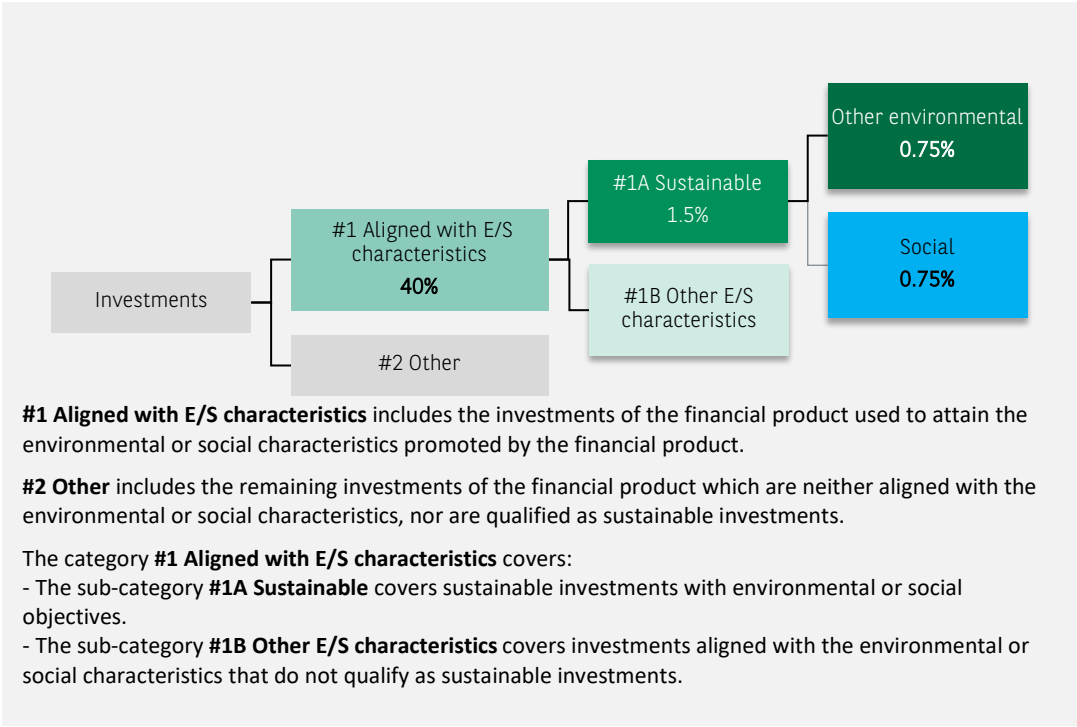 Other environmental
0.75%
#1A Sustainable
1.5%
#1 Aligned with E/S
characteristics
40%
Social
0.75%
Investments
#1B Other E/S
characteristics
#2 Other
#1 Aligned with E/S characteristics includes the investments of the financial product used to attain the
environmental or social characteristics promoted by the financial product.
#2 Other includes the remaining investments of the financial product which are neither aligned with the
environmental or social characteristics, nor are qualified as sustainable investments.
The category #1 Aligned with E/S characteristics covers:
- The sub-category #1A Sustainable covers sustainable investments with environmental or social
objectives.
- The sub-category #1B Other E/S characteristics covers investments aligned with the environmental or
social characteristics that do not qualify as sustainable investments.